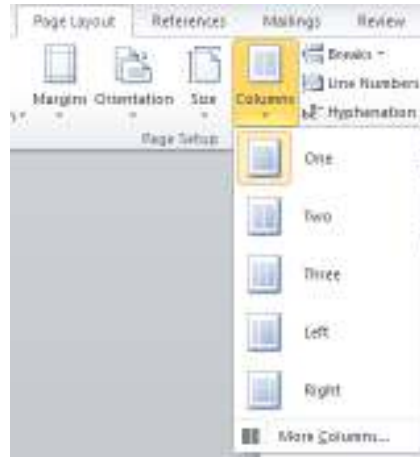 Page Layout References Mailings Review
Margins Orientation Size Columns
Breaks
Line Numbers
Hyphenation
Page Setup
One
Two
Three
Left
Right
More Columns...